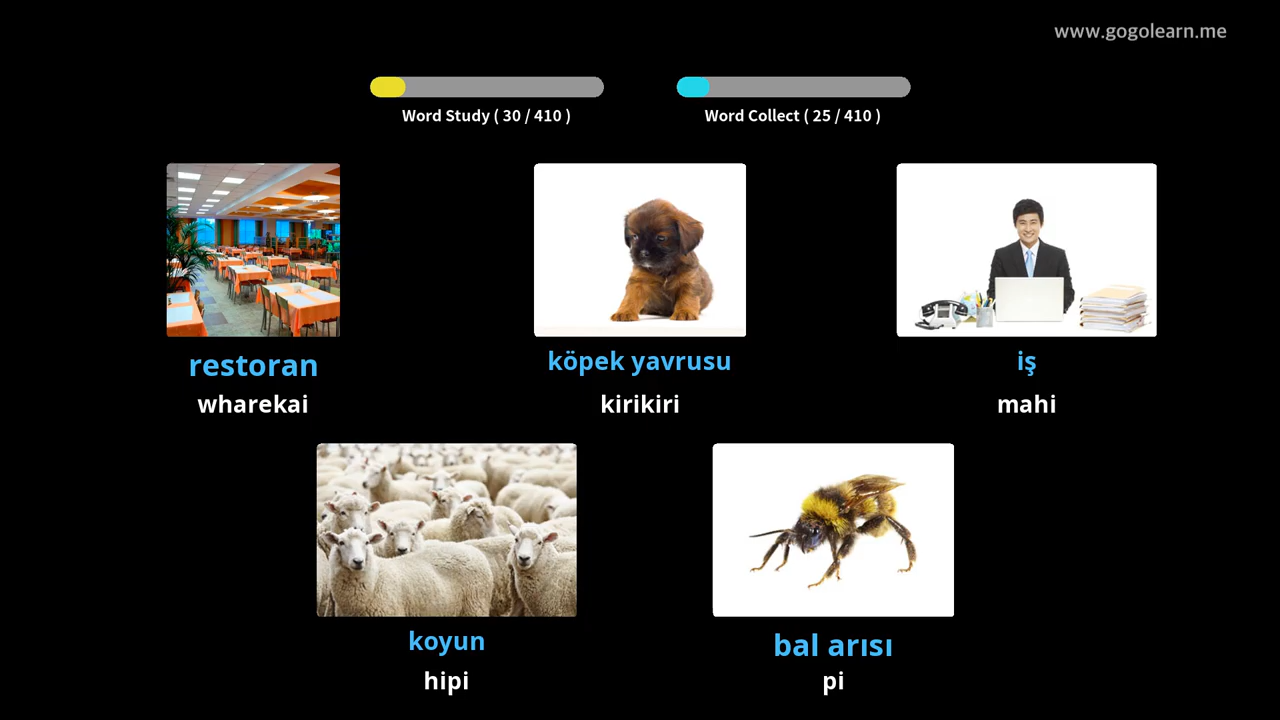 www.gogolearn.me
Word Study ( 30 / 410 )
Word Collect ( 25 / 410 )
restoran
köpek yavrusu
iş
wharekai
kirikiri
mahi
koyun
bal arısı
hipi
pi